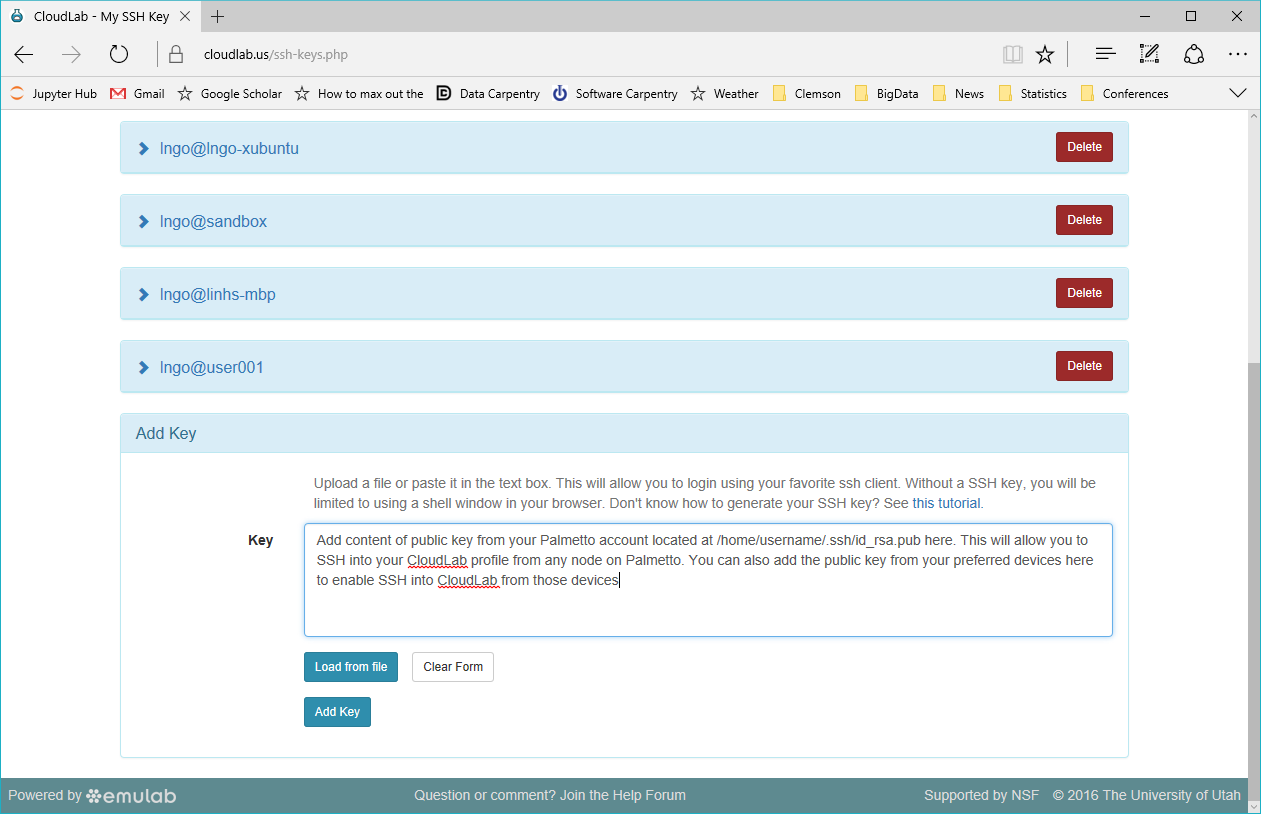 CloudLab - My SSH Key
cloudlab.us/ssh-keys.php
Jupyter Hub Gmail Google Scholar How to max out the Data Carpentry Software Carpentry Weather Clemson BigData News Statistics Conferences
lngo@lngo-xubuntu Delete
lngo@sandbox Delete
lngo@linhs-mbp Delete
lngo@user001 Delete
Add Key
Upload a file or paste it in the text box. This will allow you to login using your favorite ssh client. Without a SSH key, you will be
limited to using a shell window in your browser. Don't know how to generate your SSH key? See this tutorial.
Key
Add content of public key from your Palmetto account located at /home/username/.ssh/id_rsa.pub here. This will allow you to
SSH into your CloudLab profile from any node on Palmetto. You can also add the public key from your preferred devices here
to enable SSH into CloudLab from those devices
Load from file Clear Form
Add Key
Powered by emulab Question or comment? Join the Help Forum Supported by NSF © 2016 The University of Utah